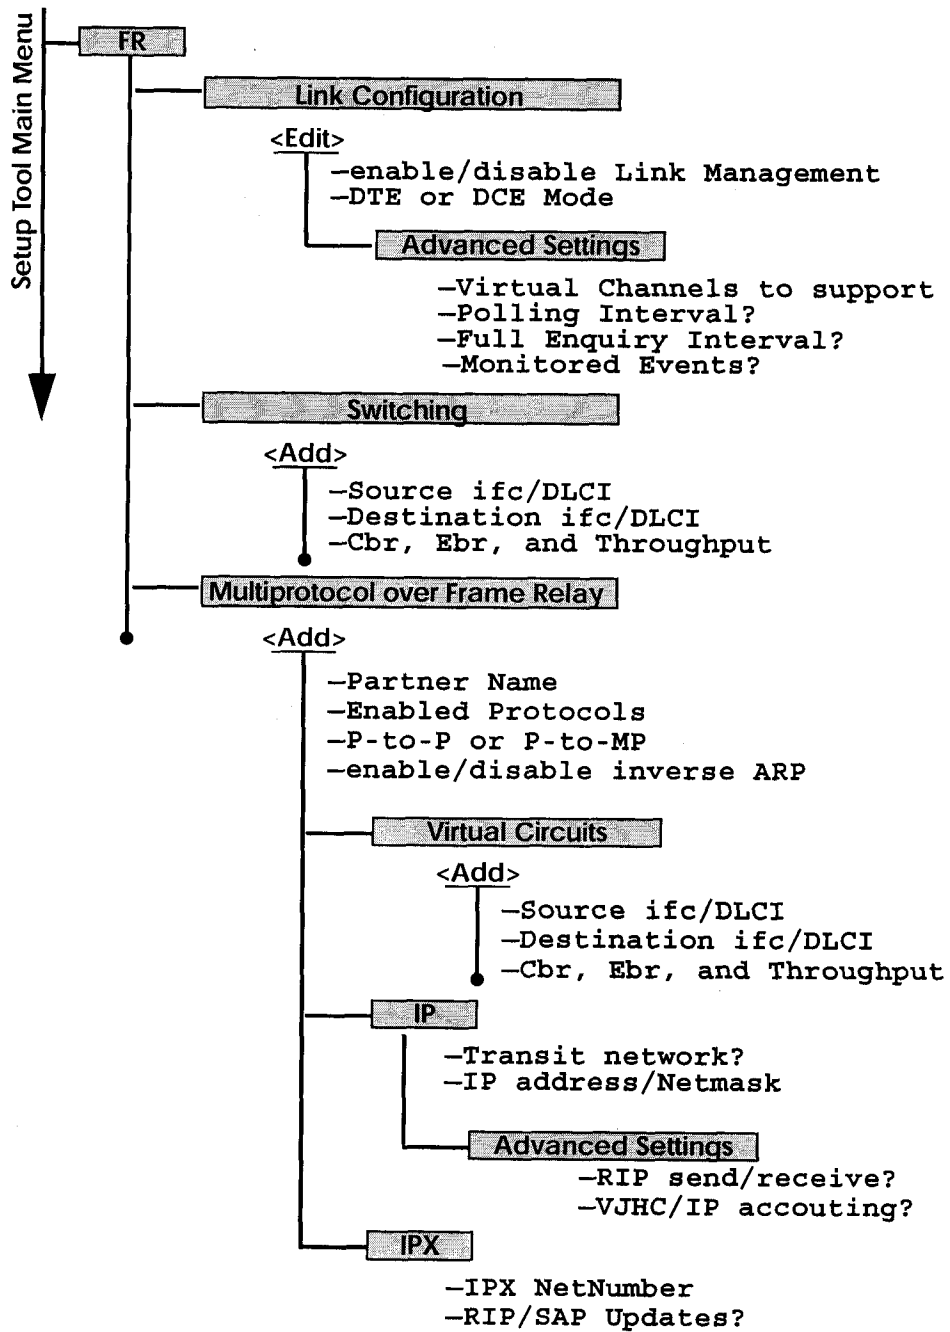 Setup Tool Main Menu
FR
Link Configuration
<Edit>
–enable/disable Link Management
–DTE or DCE Mode
Advanced Settings
–Virtual Channels to support
–Polling Interval?
–Full Enquiry Interval?
–Monitored Events?
Switching
<Add>
–Source ifc/DLCI
–Destination ifc/DLCI
–Cbr, Ebr, and Throughput
Multiprotocol over Frame Relay
<Add>
–Partner Name
–Enabled Protocols
–P-to-P or P-to-MP
–enable/disable inverse ARP
Virtual Circuits
<Add>
–Source ifc/DLCI
–Destination ifc/DLCI
–Cbr, Ebr, and Throughput
IP
–Transit network?
–IP address/Netmask
Advanced Settings
–RIP send/receive?
–VJHC/IP accouting?
IPX
–IPX NetNumber
–RIP/SAP Updates?